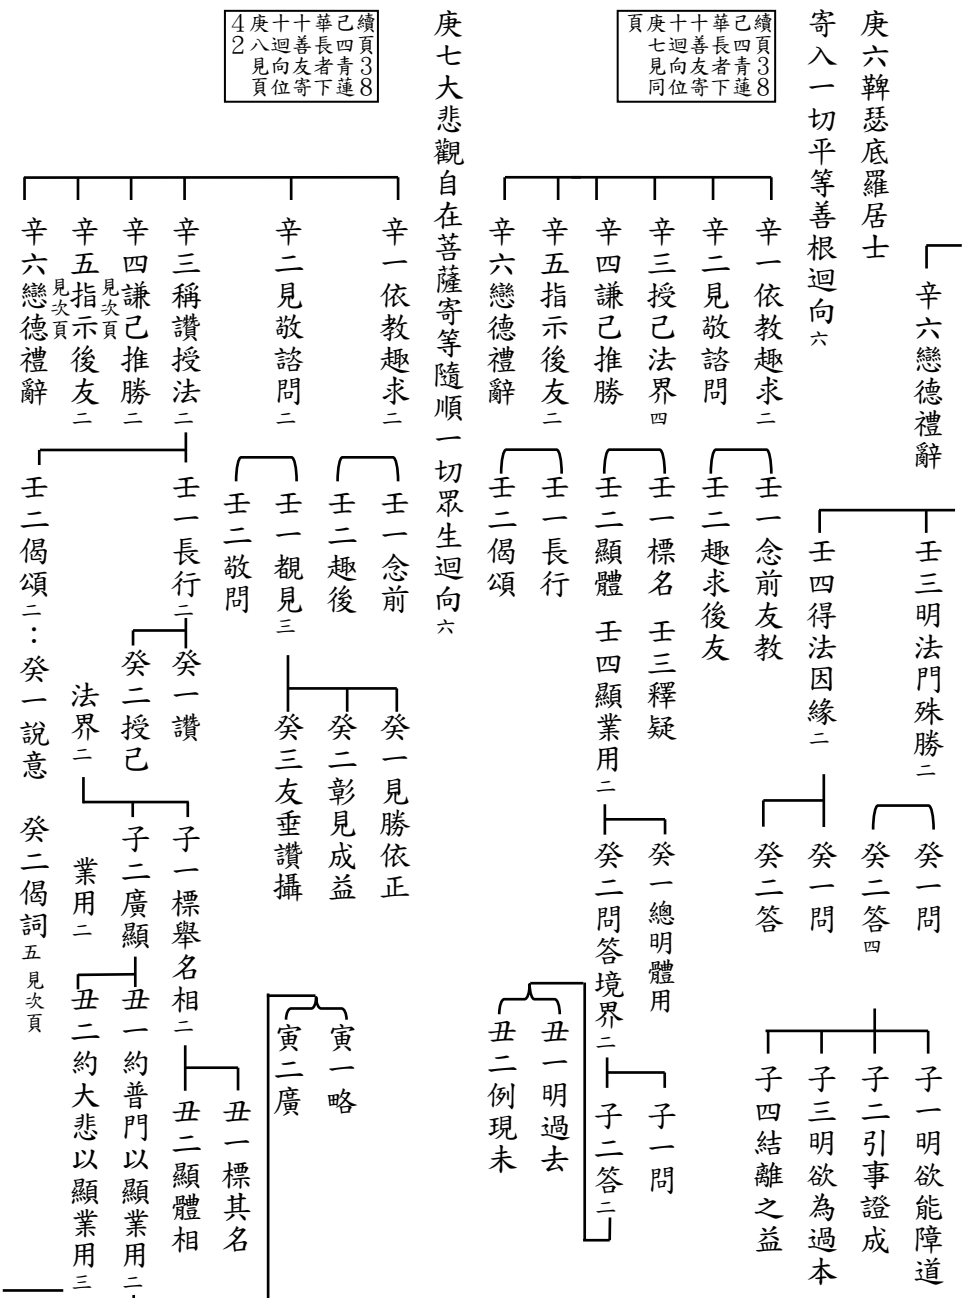 辛六戀德禮辭
壬三明法門殊勝二
癸一問
癸二答四
子一明欲能障道
子二引事證成
子三明欲為過本
子四結離之益
壬四得法因緣二
癸一問
癸二答
庚六鞞瑟底羅居士
寄入一切平等善根迴向六
續頁38
己四青蓮
華長者下
十善友寄
十迴向位
庚七見同
頁
辛一依教趣求二
壬一念前友教
壬二趣求後友
辛二見敬諮問
辛三授己法界四
壬一標名
壬二顯體
壬三釋疑
壬四顯業用二
癸一總明體用
癸二問答境界二
子一問
子二答二
丑一明過去
丑二例現未
寅一略
寅二廣
辛四謙己推勝
辛五指示後友二
壬一長行
壬二偈頌
辛六戀德禮辭
庚七大悲觀自在菩薩寄等隨順一切眾生迴向六
續頁38
己四青蓮
華長者下
十善友寄
十迴向位
庚八見頁
42
辛一依教趣求二
壬一念前
壬二趣後
辛二見敬諮問二
壬一覩見三
癸一見勝依正
癸二彰見成益
癸三友垂讚攝
壬二敬問
辛三稱讚授法二
壬一長行二
癸一讚
癸二授己
法界二
子一標舉名相二
丑一標其名
丑二顯體相
子二廣顯
業用二
丑一約普門以顯業用二
丑二約大悲以顯業用三
壬二偈頌二：癸一說意
癸二偈詞五見次頁
辛四謙己推勝二
見次頁
辛五指示後友二
見次頁
辛六戀德禮辭